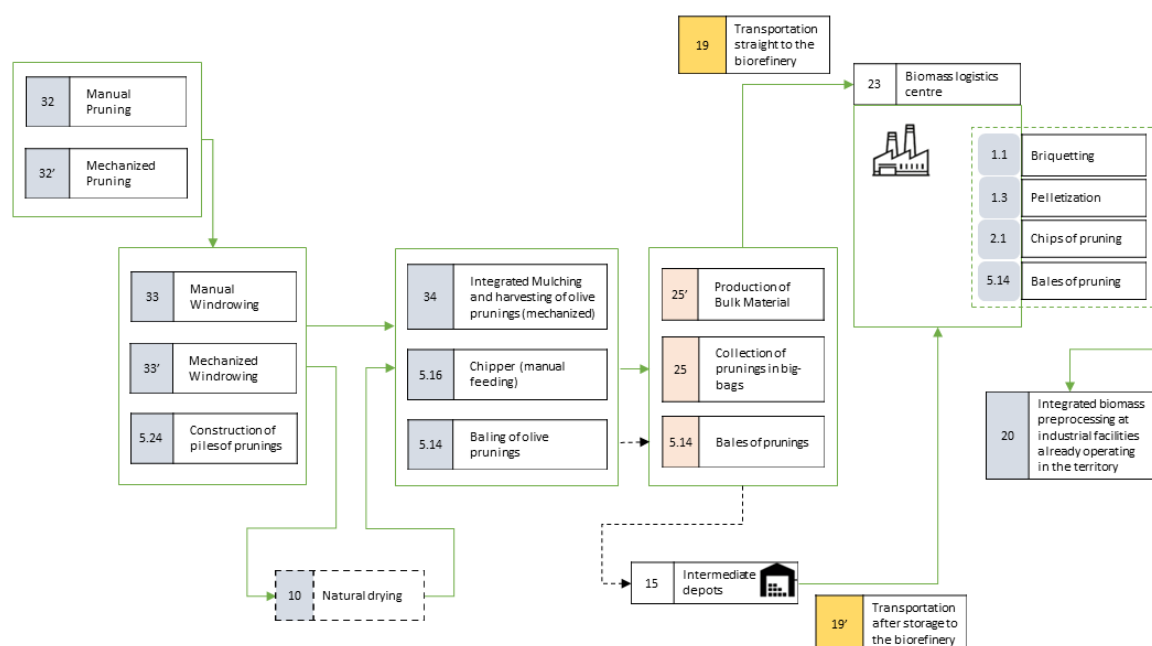 19
Transportation
straight to the
biorefinery
32
Manual
Pruning
32’
Mechanized
Pruning
23
Biomass logistics
centre
1.1
Briquetting
1.3
Pelletization
2.1
Chips of pruning
5.14
Bales of pruning
33
Manual
Windrowing
33’
Mechanized
Windrowing
5.24
Construction of
pilesof prunings
34
Integrated Mulching
and harvesting of olive
prunings (mechanized)
5.16
Chipper (manual
feeding)
5.14
Baling of olive
prunings
25’
Production of
Bulk Material
25
Collection of
prunings in big-
bags
5.14
Bales of prunings
20
Integrated biomass
preprocessing at
industrial facilities
already operating
in the territory
10
Natural drying
15
Intermediate
depots
19’
Transportation
after storage to
the biorefinery